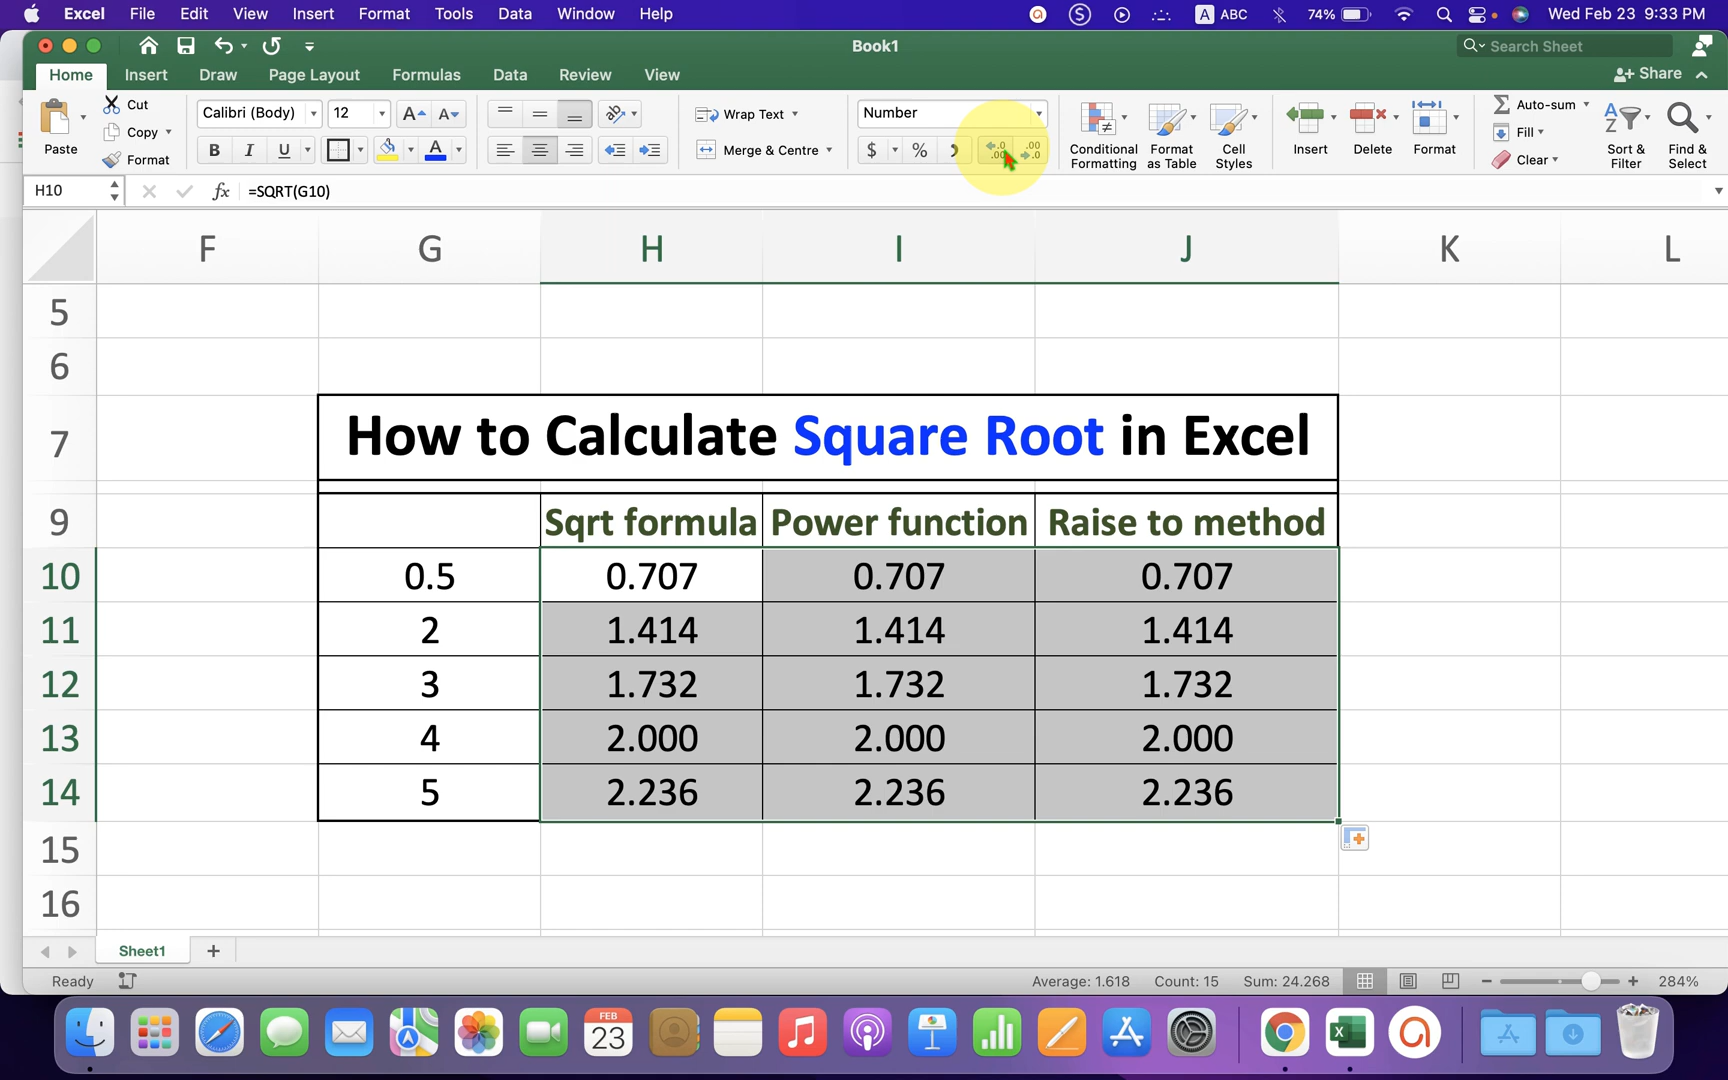 Excel File Edit View Insert Format Tools Data Window Help A ABC 74% Wed Feb 23 9:33 PM
Book1 Search Sheet
Home Insert Draw Page Layout Formulas Data Review View Share
Paste Cut Copy Format
Calibri (Body) 12 A A
B I U A
Wrap Text
Merge & Centre
Number
$ % .0 .00 .00 .0
Conditional Formatting
Format as Table
Cell Styles
Insert Delete Format
Auto-sum
Fill
Clear
Sort & Filter
Find & Select
H10 fx =SQRT(G10)
F G H I J K L
5
6
7 How to Calculate Square Root in Excel
9 Sqrt formula Power function Raise to method
10 0.5 0.707 0.707 0.707
11 2 1.414 1.414 1.414
12 3 1.732 1.732 1.732
13 4 2.000 2.000 2.000
14 5 2.236 2.236 2.236
15
16
Sheet1 +
Ready Average: 1.618 Count: 15 Sum: 24.268 284%
FEB
23